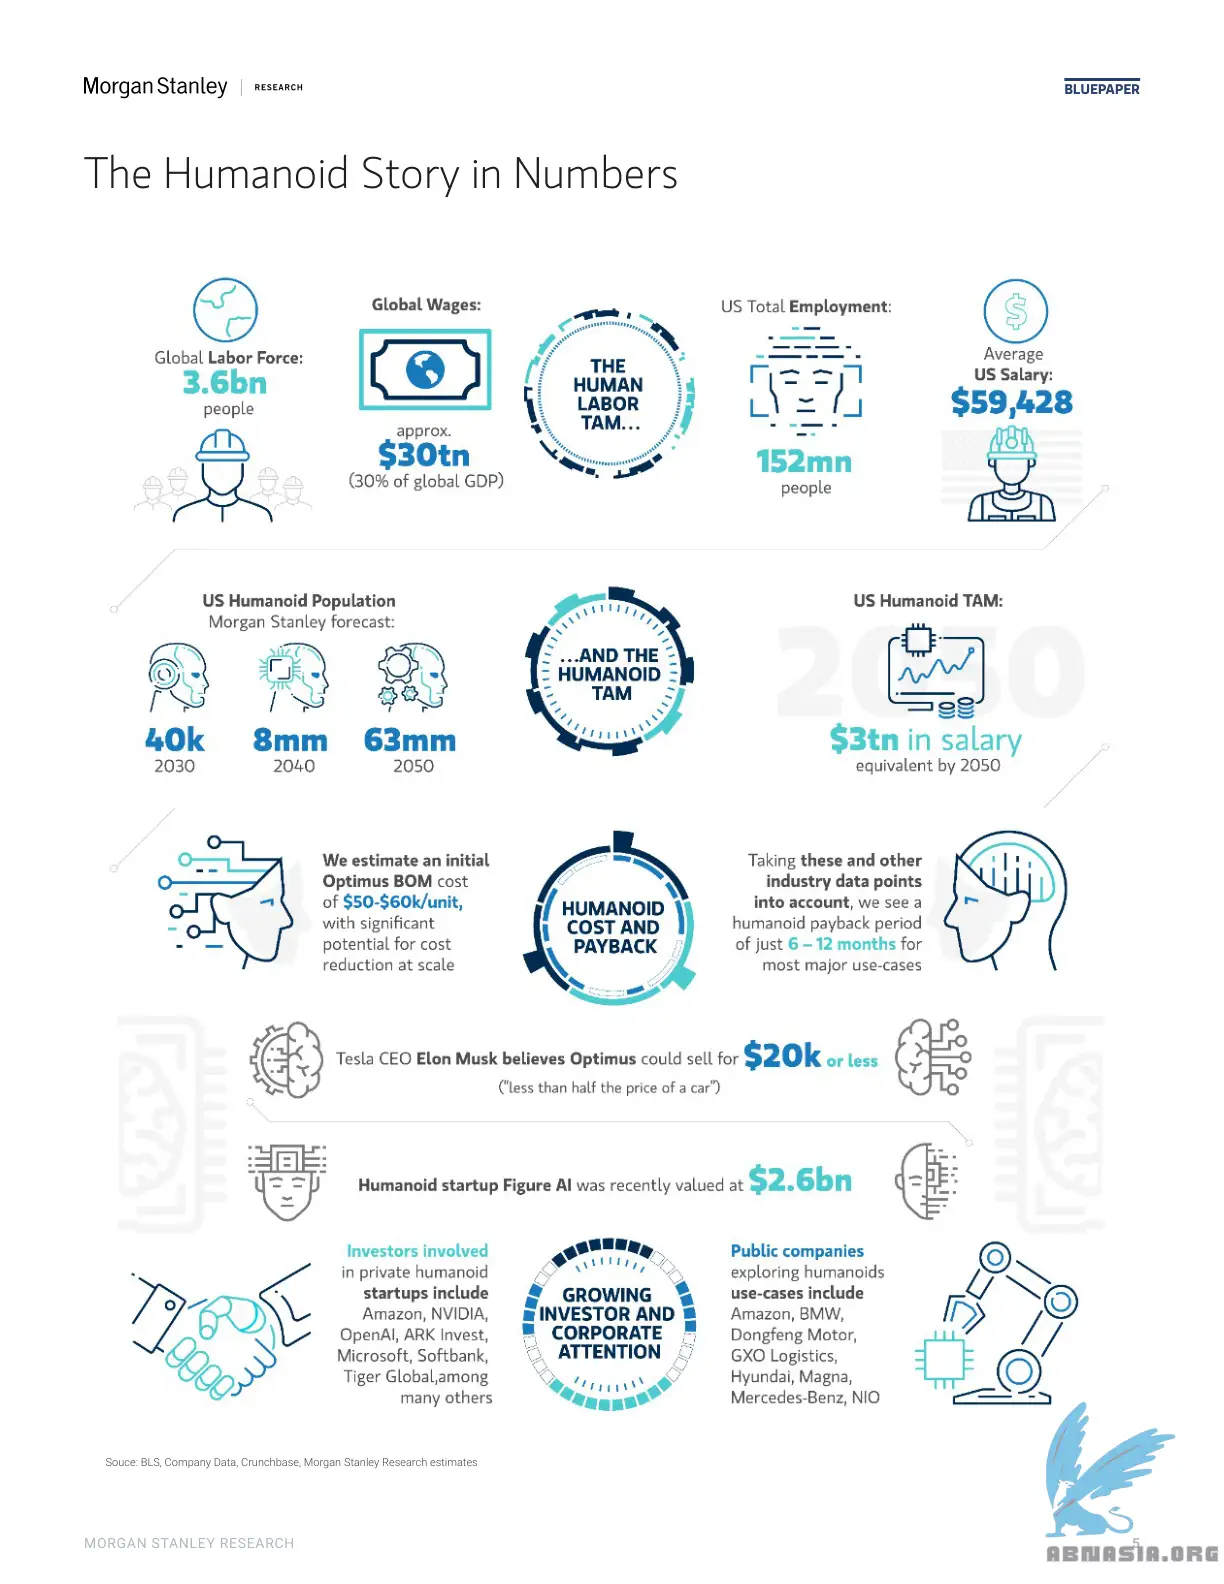 Morgan Stanley | RESEARCH
BLUEPAPER
The Humanoid Story in Numbers
Global Labor Force:
3.6bn
people
Global Wages:
approx.
$30tn
(30% of global GDP)
THE
HUMAN
LABOR
TAM...
US Total Employment:
152mn
people
$
Average
US Salary:
$59,428
US Humanoid Population
Morgan Stanley forecast:
40k
2030
8mm
2040
63mm
2050
...AND THE
HUMANOID
TAM
US Humanoid TAM:
2050
$3tn in salary
equivalent by 2050
We estimate an initial
Optimus BOM cost
of $50-$60k/unit,
with significant
potential for cost
reduction at scale
HUMANOID
COST AND
PAYBACK
Taking these and other
industry data points
into account, we see a
humanoid payback period
of just 6 – 12 months for
most major use-cases
Tesla CEO Elon Musk believes Optimus could sell for $20k or less
("less than half the price of a car")
Humanoid startup Figure AI was recently valued at $2.6bn
Investors involved
in private humanoid
startups include
Amazon, NVIDIA,
OpenAI, ARK Invest,
Microsoft, Softbank,
Tiger Global,among
many others
GROWING
INVESTOR AND
CORPORATE
ATTENTION
Public companies
exploring humanoids
use-cases include
Amazon, BMW,
Dongfeng Motor,
GXO Logistics,
Hyundai, Magna,
Mercedes-Benz, NIO
Souce: BLS, Company Data, Crunchbase, Morgan Stanley Research estimates
MORGAN STANLEY RESEARCH
5
ABNASIA.ORG